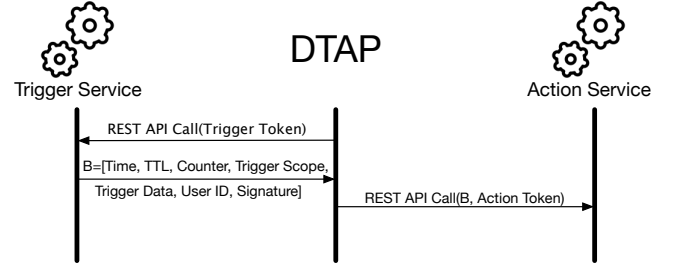 DTAP
Trigger Service
Action Service
REST API Call(Trigger Token)
B=[Time, TTL, Counter, Trigger Scope,
Trigger Data, User ID, Signature]
REST API Call(B, Action Token)